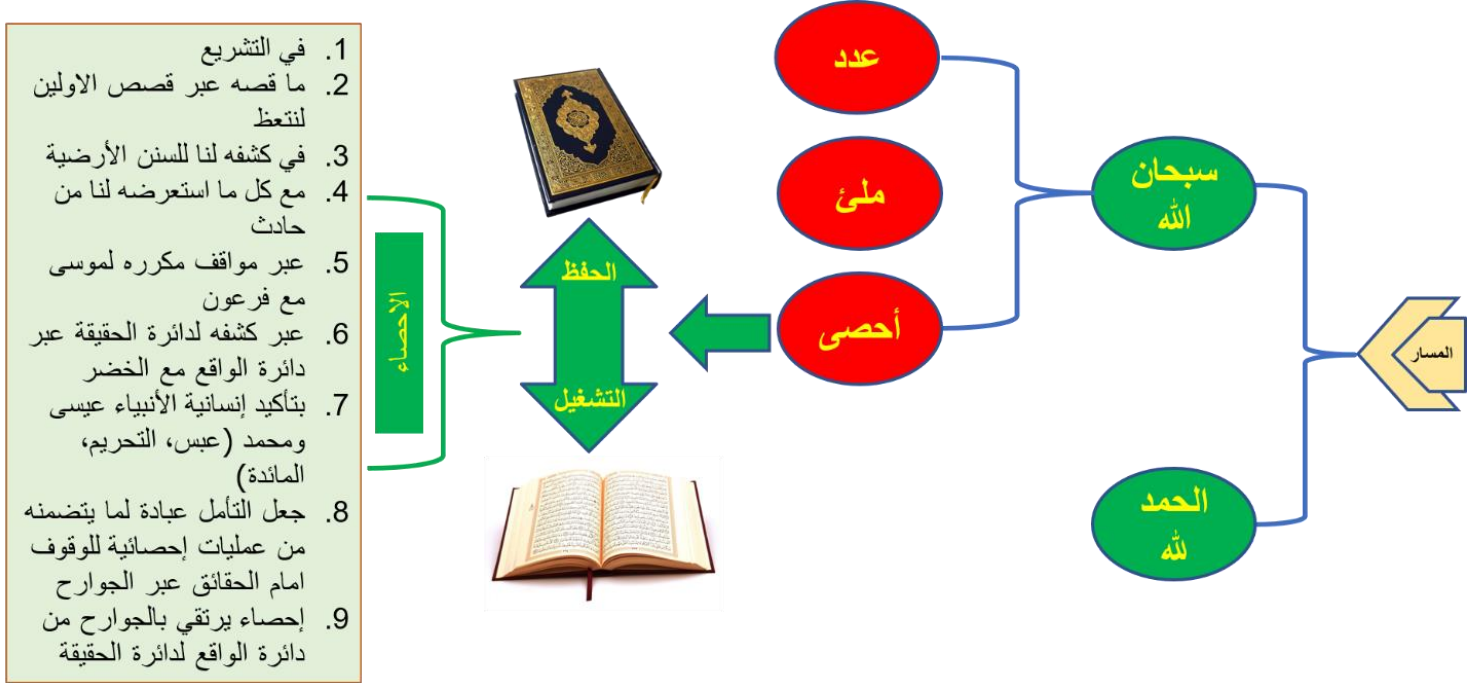 المسار
سبحان
الله
الحمد
لله
عدد
ملئ
أحصى
الحفظ
التشغيل
الاحصاء
1. في التشريع
2. ما قصه عبر قصص الاولين
لنتعظ
3. في كشفه لنا للسنن الأرضية
4. مع كل ما استعرضه لنا من
حادث
5. عبر مواقف مكرره لموسى
مع فرعون
6. عبر كشفه لدائرة الحقيقة عبر
دائرة الواقع مع الخضر
7. بتأكيد إنسانية الأنبياء عيسى
ومحمد (عبس، التحريم،
المائدة)
8. جعل التأمل عبادة لما يتضمنه
من عمليات إحصائية للوقوف
امام الحقائق عبر الجوارح
9. إحصاء يرتقي بالجوارح من
دائرة الواقع لدائرة الحقيقة